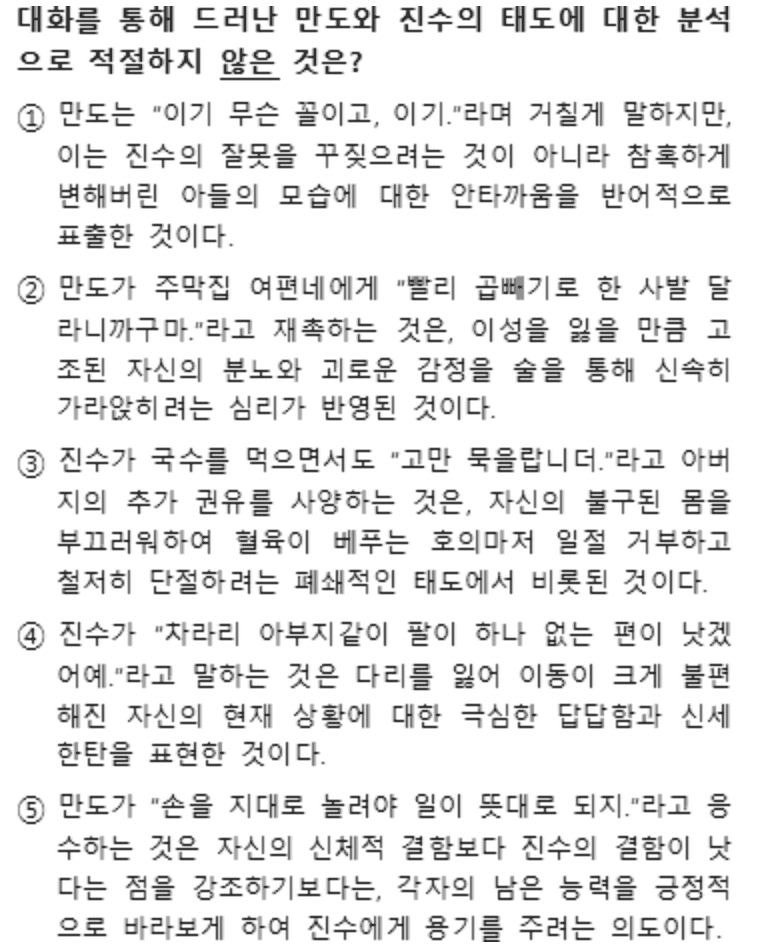 대화를 통해 드러난 만도와 진수의 태도에 대한 분석
으로 적절하지 않은 것은?
① 만도는 "이기 무슨 꼴이고, 이기."라며 거칠게 말하지만,
이는 진수의 잘못을 꾸짖으려는 것이 아니라 참혹하게
변해버린 아들의 모습에 대한 안타까움을 반어적으로
표출한 것이다.
② 만도가 주막집 여편네에게 "빨리 곱빼기로 한 사발 달
라니까구마."라고 재촉하는 것은, 이성을 잃을 만큼 고
조된 자신의 분노와 괴로운 감정을 술을 통해 신속히
가라앉히려는 심리가 반영된 것이다.
③ 진수가 국수를 먹으면서도 "고만 묵을랍니더."라고 아버
지의 추가 권유를 사양하는 것은, 자신의 불구된 몸을
부끄러워하여 혈육이 베푸는 호의마저 일절 거부하고
철저히 단절하려는 폐쇄적인 태도에서 비롯된 것이다.
④ 진수가 "차라리 아부지같이 팔이 하나 없는 편이 낫겠
어예."라고 말하는 것은 다리를 잃어 이동이 크게 불편
해진 자신의 현재 상황에 대한 극심한 답답함과 신세
한탄을 표현한 것이다.
⑤ 만도가 "손을 지대로 놀려야 일이 뜻대로 되지."라고 응
수하는 것은 자신의 신체적 결함보다 진수의 결함이 낫
다는 점을 강조하기보다는, 각자의 남은 능력을 긍정적
으로 바라보게 하여 진수에게 용기를 주려는 의도이다.